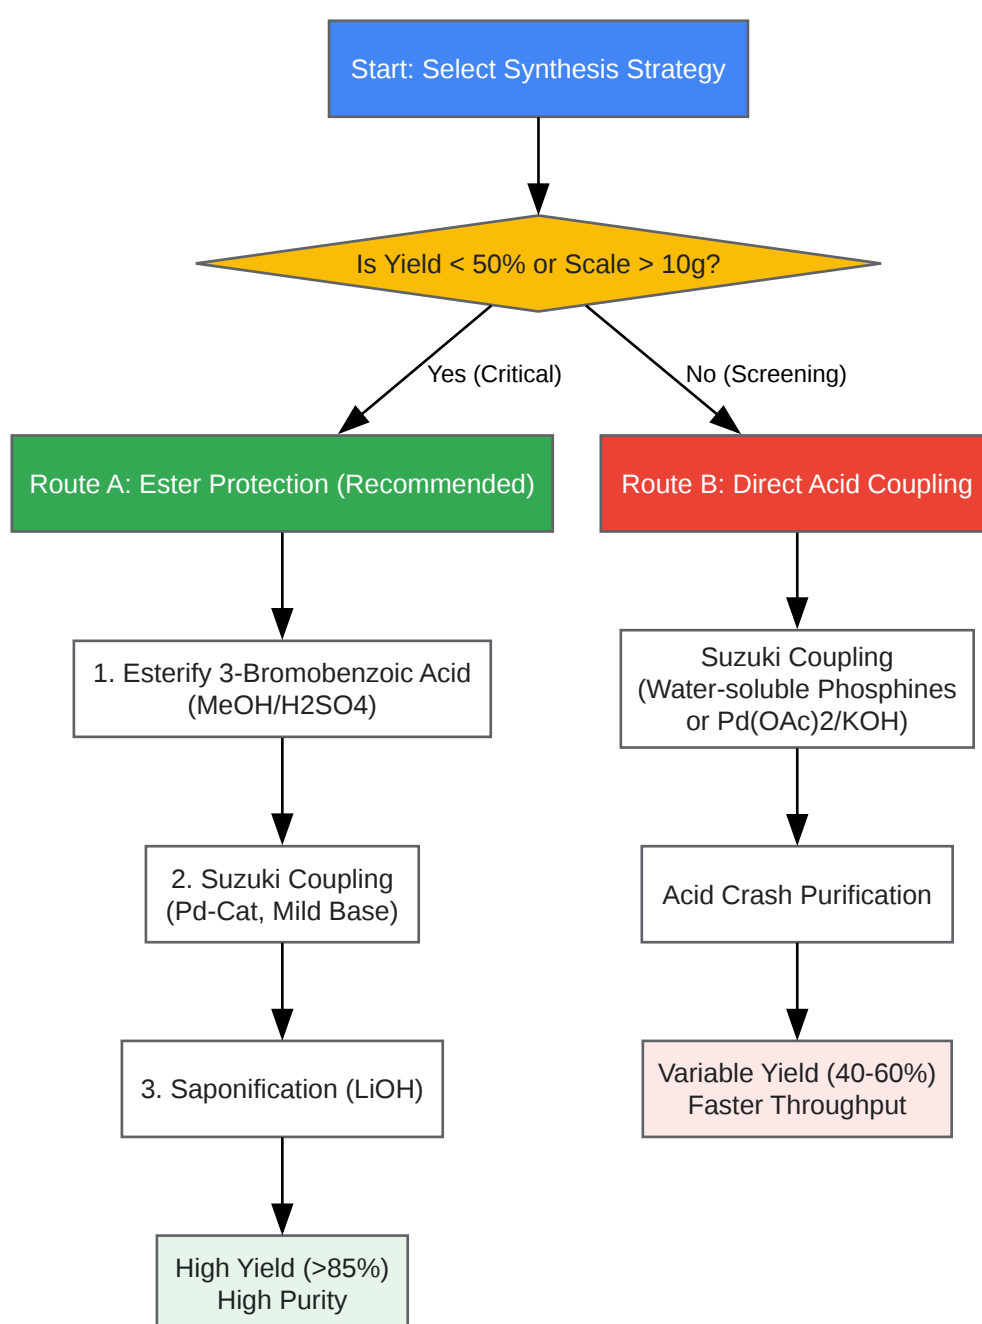 Start: Select Synthesis Strategy
Is Yield < 50% or Scale > 10g?
Yes (Critical)
No (Screening)
Route A: Ester Protection (Recommended)
Route B: Direct Acid Coupling
1. Esterify 3-Bromobenzoic Acid
(MeOH/H2SO4)
Suzuki Coupling
(Water-soluble Phosphines
or Pd(OAc)2/KOH)
2. Suzuki Coupling
(Pd-Cat, Mild Base)
Acid Crash Purification
3. Saponification (LiOH)
Variable Yield (40-60%)
Faster Throughput
High Yield (>85%)
High Purity